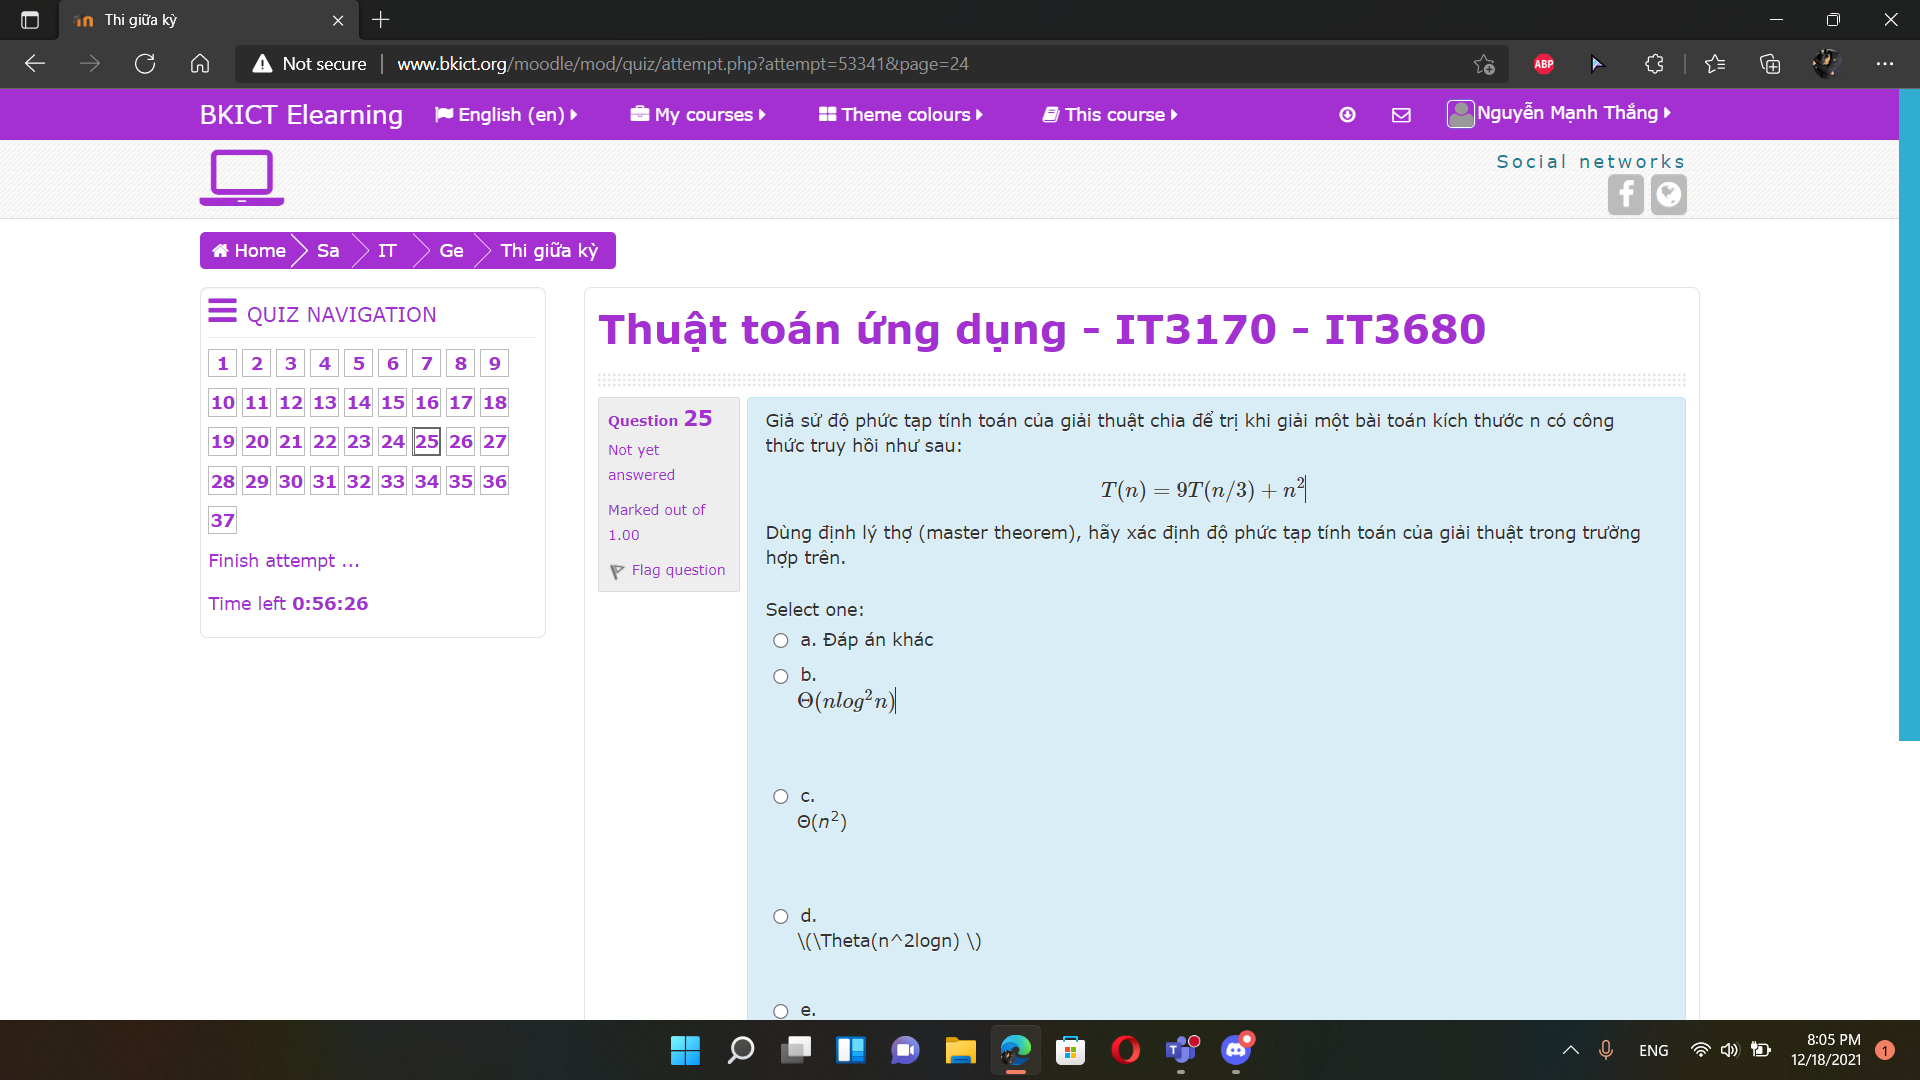 Thi giữa kỳ
Not secure
www.bkict.org/moodle/mod/quiz/attempt.php?attempt=53341&page=24
ABP
BKICT Elearning
English (en)
My courses
Theme colours
This course
Nguyễn Mạnh Thắng
Social networks
Home
Sa
IT
Ge
Thi giữa kỳ
QUIZ NAVIGATION
1 2 3 4 5 6 7 8 9
10 11 12 13 14 15 16 17 18
19 20 21 22 23 24 25 26 27
28 29 30 31 32 33 34 35 36
37
Finish attempt ...
Time left 0:56:26
Thuật toán ứng dụng - IT3170 - IT3680
Question 25
Not yet
answered
Marked out of
1.00
Flag question
Giả sử độ phức tạp tính toán của giải thuật chia để trị khi giải một bài toán kích thước n có công
thức truy hồi như sau:
T(n) = 9T(n/3) + n²
Dùng định lý thợ (master theorem), hãy xác định độ phức tạp tính toán của giải thuật trong trường
hợp trên.
Select one:
a. Đáp án khác
b.
Θ(nlog²n)
c.
Θ(n²)
d.
\(\Theta(n^2logn) \)
e.
ENG
8:05 PM
12/18/2021
1